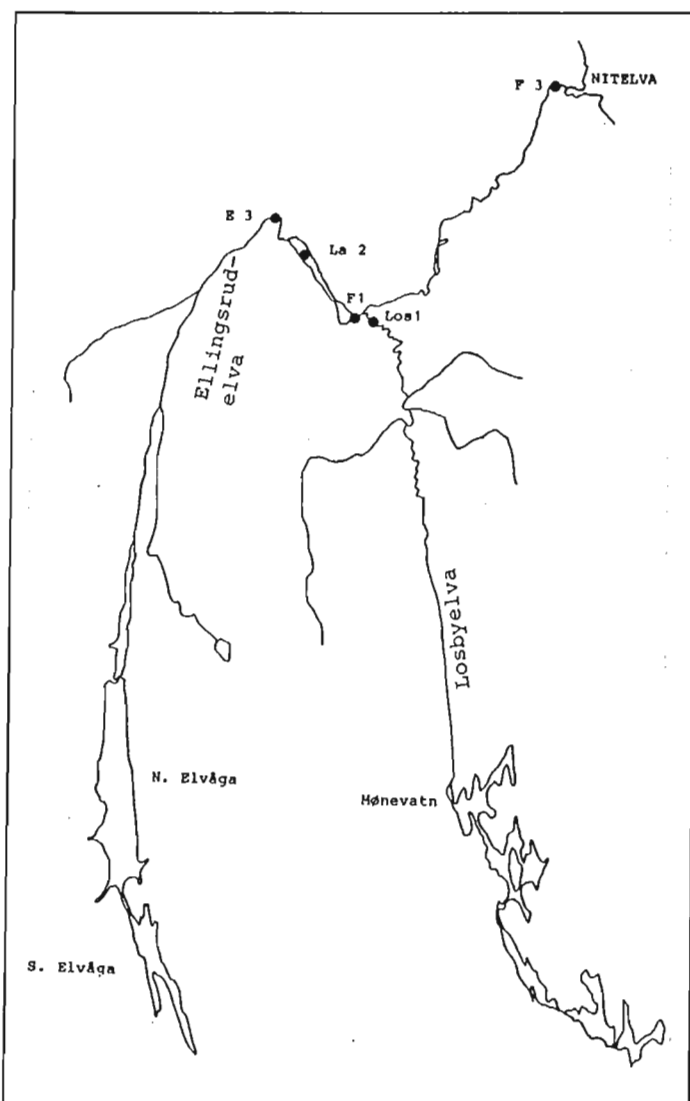 F 3
NITELVA
E 3
La 2
F1
Los1
Ellingsrud-
elva
Losbyelva
N. Elvåga
Mønevatn
S. Elvåga